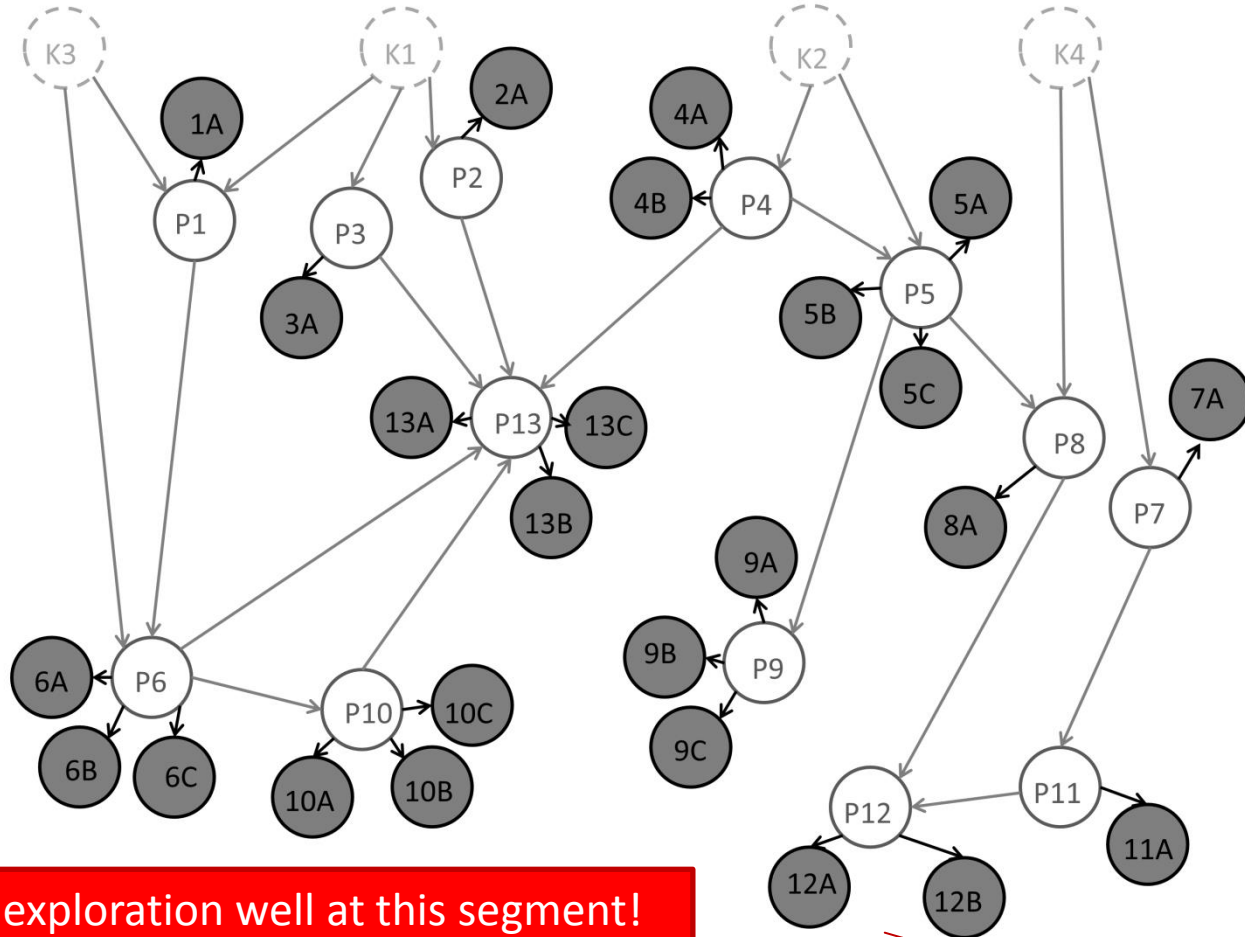 K3
K1
K2
K4
1A
2A
4A
P1
P2
P3
4B
P4
5A
3A
5B
P5
5C
13A
P13
13C
7A
P8
13B
8A
P7
9A
6A
P6
9B
P9
10C
P10
6B
6C
9C
10A
10B
P12
P11
12A
12B
11A
exploration well at this segment!